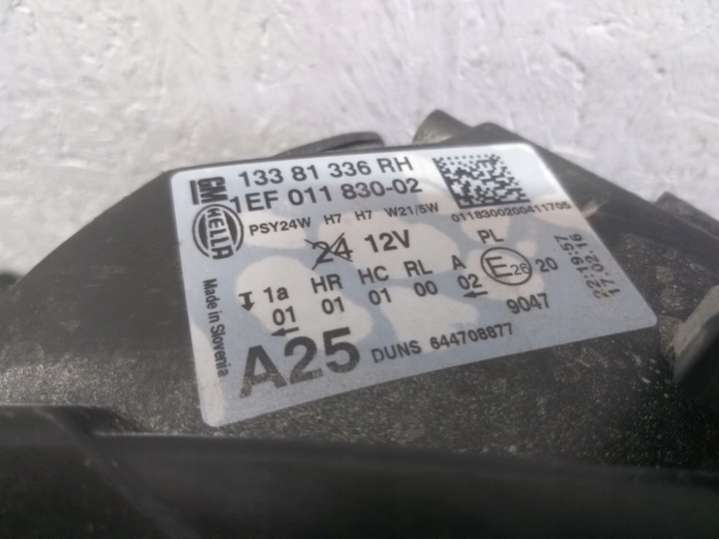 GM
133 81 336 RH
1EF 011 830-02
HELLA
PSY24W H7 H7 W21/5W
0118300200411705
24 12V
1a HR HC RL A PL
01 01 01 00 02 E26 20
9047
A25 DUNS 644708877
Made in Slovenia
22:19:57
17.02.16